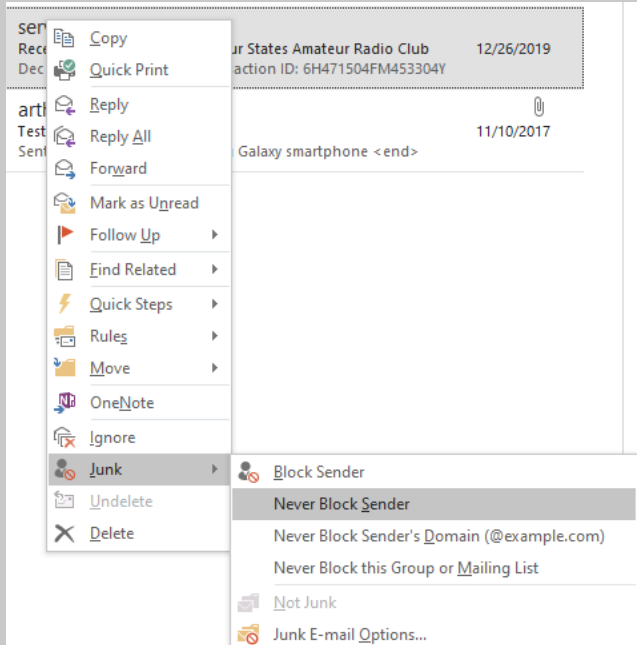 ser
Rece ur States Amateur Radio Club 12/26/2019
Dec action ID: 6H471504FM453304Y
art
Test 11/10/2017
Sent Galaxy smartphone <end>
Copy
Quick Print
Reply
Reply All
Forward
Mark as Unread
Follow Up
Find Related
Quick Steps
Rules
Move
OneNote
Ignore
Junk
Undelete
Delete
Block Sender
Never Block Sender
Never Block Sender's Domain (@example.com)
Never Block this Group or Mailing List
Not Junk
Junk E-mail Options...